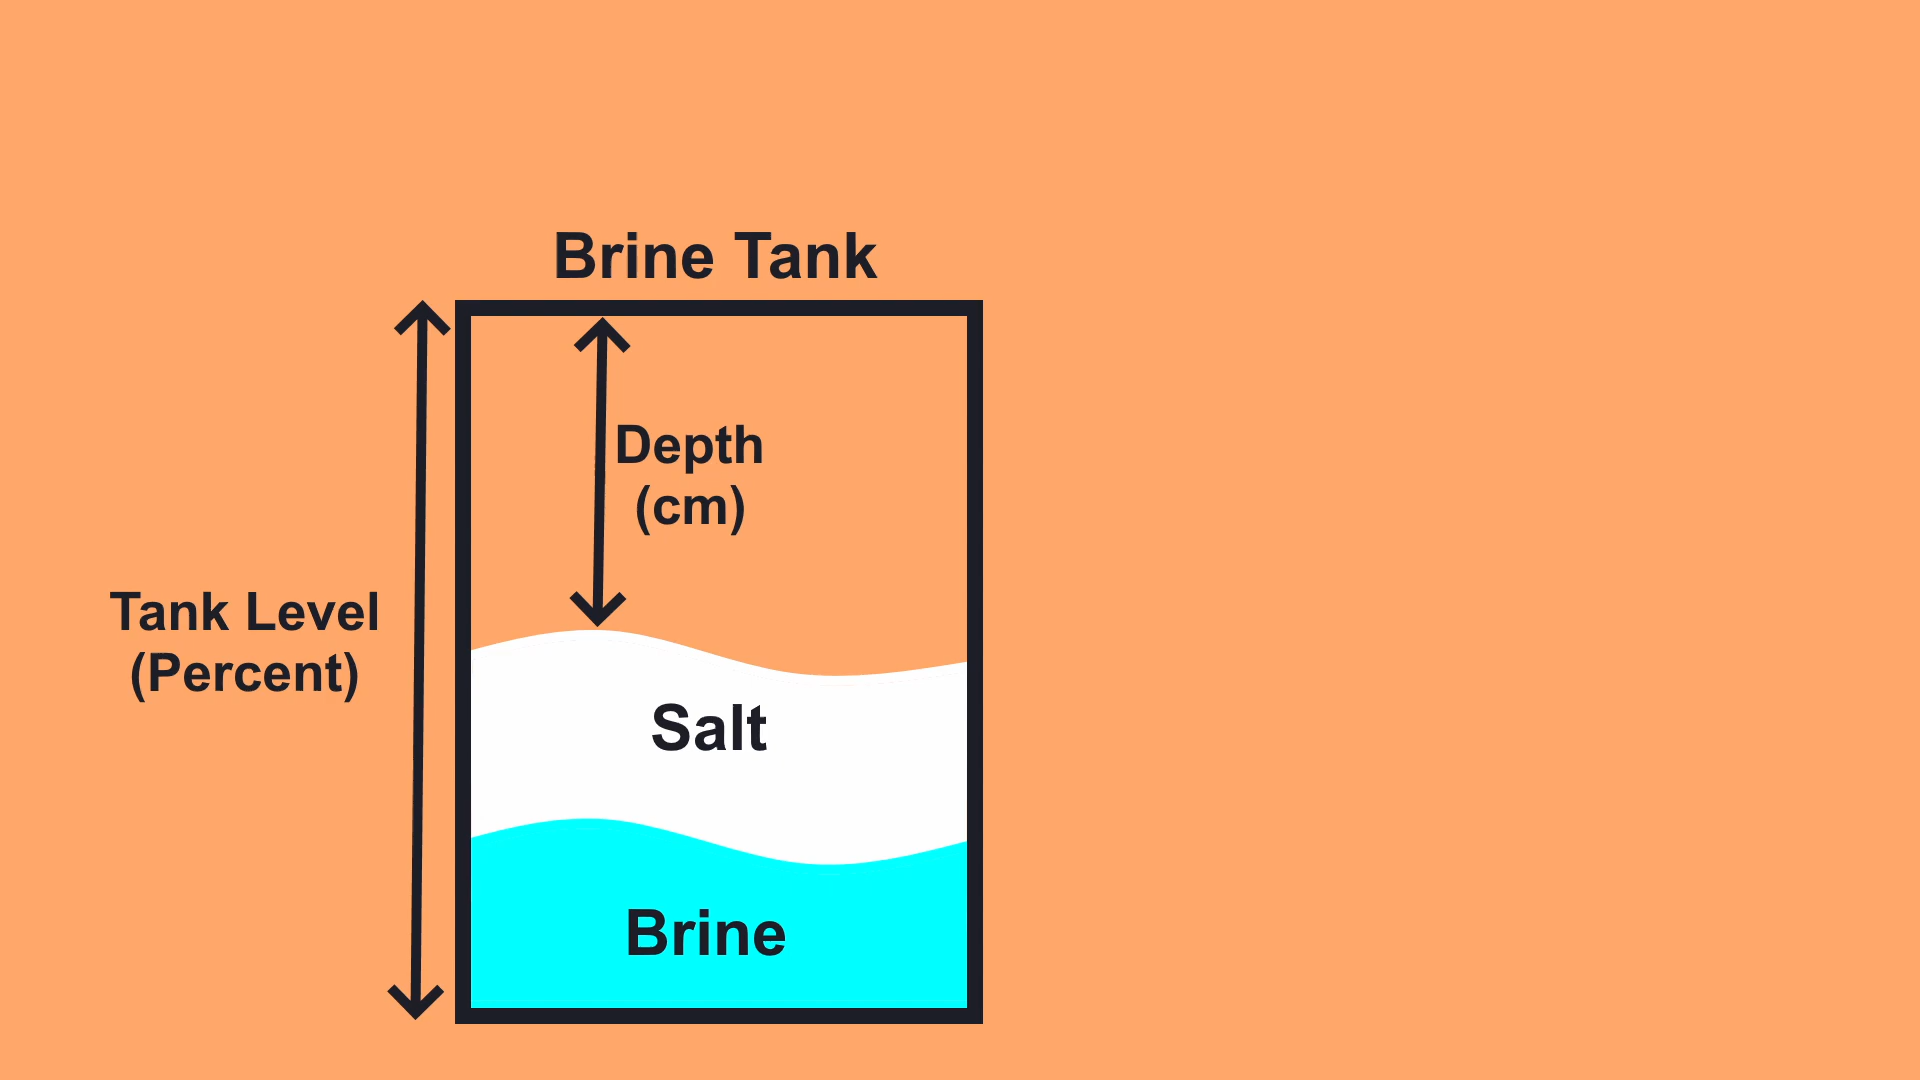 Brine Tank
Depth
(cm)
Tank Level
(Percent)
Salt
Brine